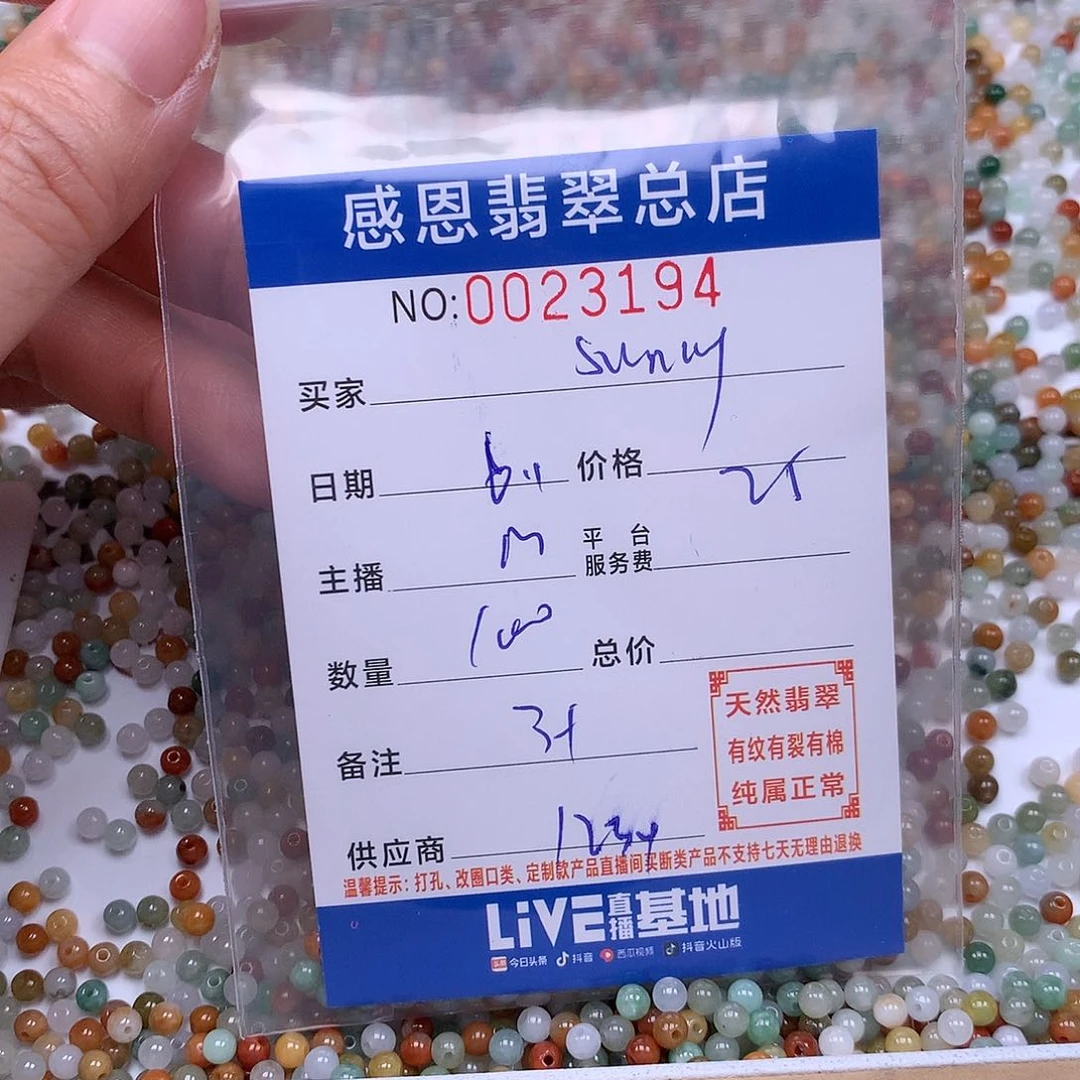 感恩翡翠总店
NO:0023194
买家 sunny
日期 价格 25
主播 M 平台服务费
数量 1000 总价
备注
天然翡翠
有纹有裂有棉
纯属正常
供应商 1234
温馨提示：打孔、改圈口类、定制款产品直播间买断类产品不支持七天无理由退换
LiVE直播基地
头条 今日头条 抖音 西瓜视频 抖音火山版